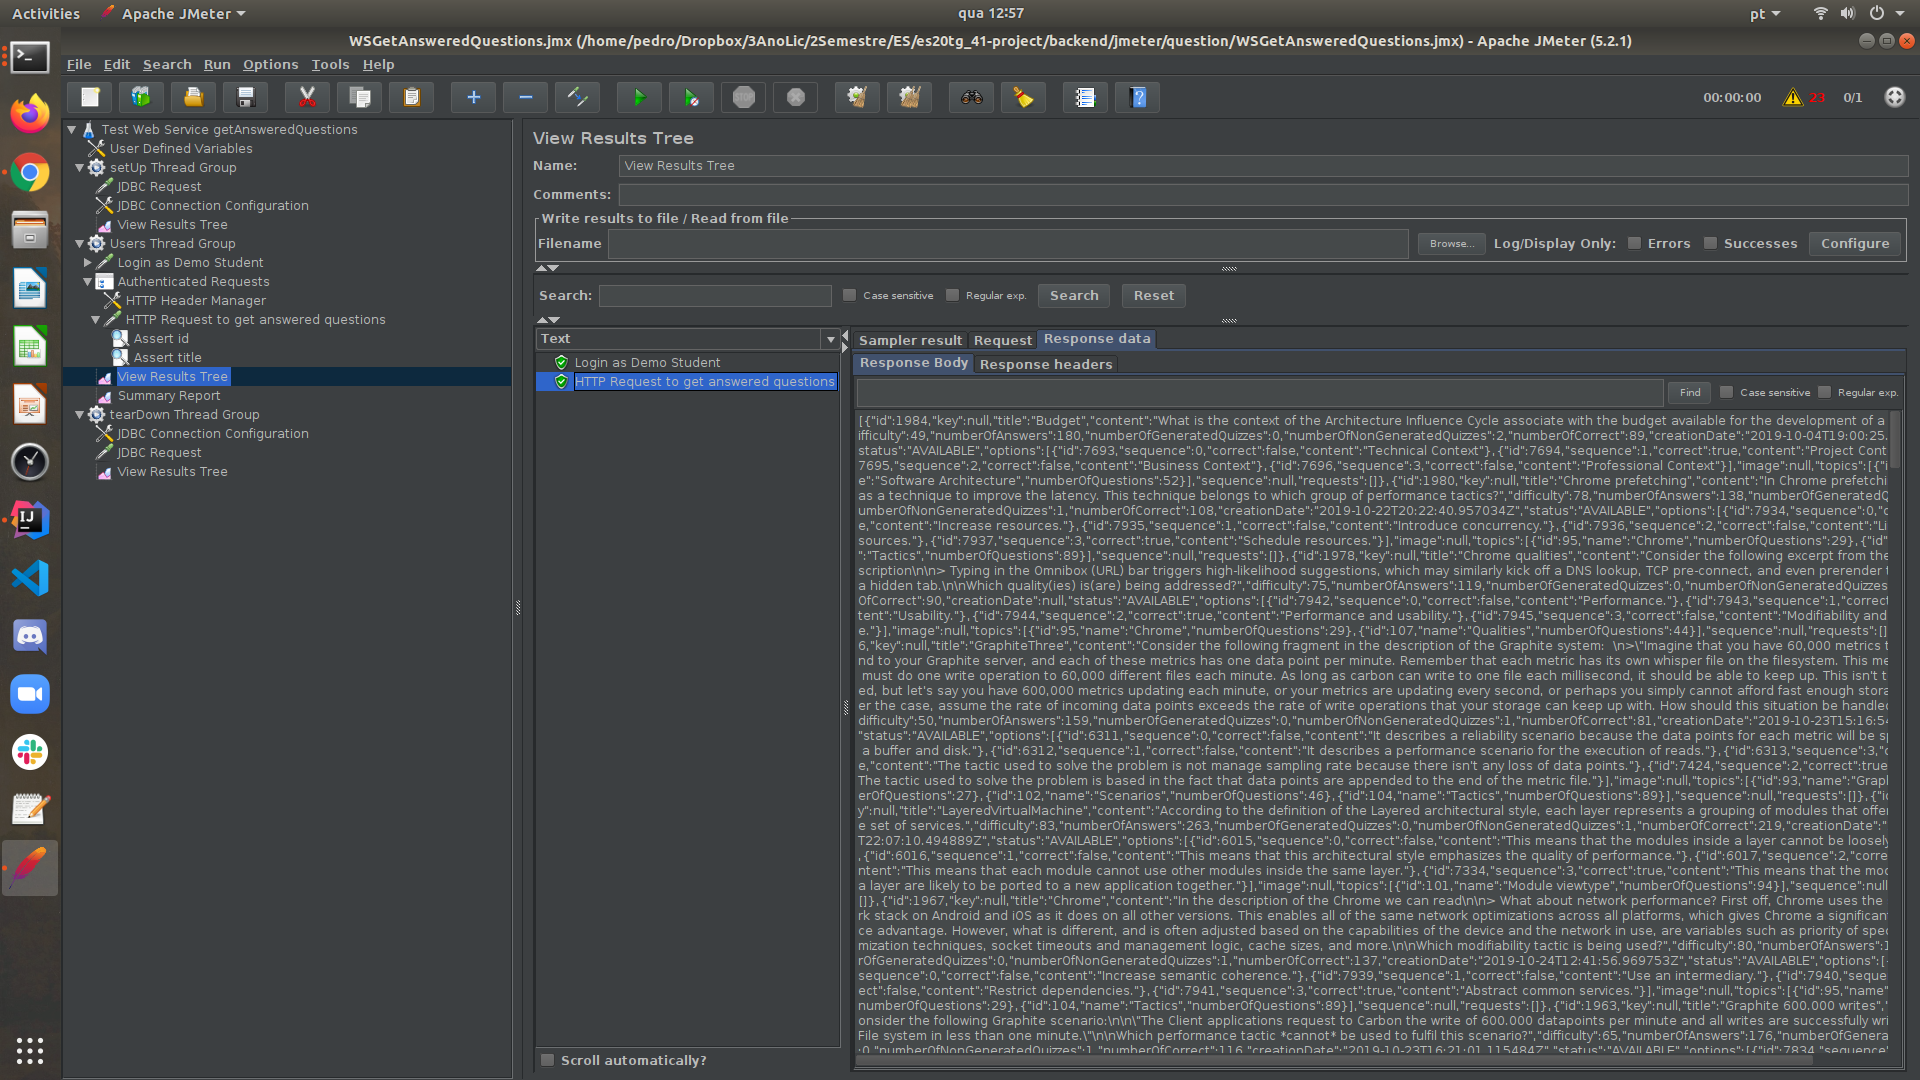 Activities
Apache JMeter
qua 12:57
pt
WSGetAnsweredQuestions.jmx (/home/pedro/Dropbox/3AnoLic/2Semestre/ES/es20tg_41-project/backend/jmeter/question/WSGetAnsweredQuestions.jmx) - Apache JMeter (5.2.1)
File Edit Search Run Options Tools Help
00:00:00 23 0/1
Test Web Service getAnsweredQuestions
User Defined Variables
setUp Thread Group
JDBC Request
JDBC Connection Configuration
View Results Tree
Users Thread Group
Login as Demo Student
Authenticated Requests
HTTP Header Manager
HTTP Request to get answered questions
Assert id
Assert title
View Results Tree
Summary Report
tearDown Thread Group
JDBC Connection Configuration
JDBC Request
View Results Tree
View Results Tree
Name: View Results Tree
Comments:
Write results to file / Read from file
Filename Browse... Log/Display Only: Errors Successes Configure
Search: Case sensitive Regular exp. Search Reset
Text
Login as Demo Student
HTTP Request to get answered questions
Scroll automatically?
Sampler result Request Response data
Response Body Response headers
Find Case sensitive Regular exp.
[{"id":1984,"key":null,"title":"Budget","content":"What is the context of the Architecture Influence Cycle associate with the budget available for the development of a
ifficulty":49,"numberOfAnswers":180,"numberOfGeneratedQuizzes":0,"numberOfNonGeneratedQuizzes":2,"numberOfCorrect":89,"creationDate":"2019-10-04T19:00:25.
status":"AVAILABLE","options":[{"id":7693,"sequence":0,"correct":false,"content":"Technical Context"},{"id":7694,"sequence":1,"correct":true,"content":"Project Cont
7695,"sequence":2,"correct":false,"content":"Business Context"},{"id":7696,"sequence":3,"correct":false,"content":"Professional Context"}],"image":null,"topics":[{"i
e":"Software Architecture","numberOfQuestions":52}],"sequence":null,"requests":[]},{"id":1980,"key":null,"title":"Chrome prefetching","content":"In Chrome prefetchi
as a technique to improve the latency. This technique belongs to which group of performance tactics?","difficulty":78,"numberOfAnswers":138,"numberOfGeneratedQ
umberOfNonGeneratedQuizzes":1,"numberOfCorrect":108,"creationDate":"2019-10-22T20:22:40.957034Z","status":"AVAILABLE","options":[{"id":7934,"sequence":0,"c
e,"content":"Increase resources."},{"id":7935,"sequence":1,"correct":false,"content":"Introduce concurrency."},{"id":7936,"sequence":2,"correct":false,"content":"Li
sources."},{"id":7937,"sequence":3,"correct":true,"content":"Schedule resources."}],"image":null,"topics":[{"id":95,"name":"Chrome","numberOfQuestions":29},{"i
:"Tactics","numberOfQuestions":89}],"sequence":null,"requests":[]},{"id":1978,"key":null,"title":"Chrome qualities","content":"Consider the following excerpt from the
scription\n\n> Typing in the Omnibox (URL) bar triggers high-likelihood suggestions, which may similarly kick off a DNS lookup, TCP pre-connect, and even prerender t
a hidden tab.\n\nWhich quality(ies) is(are) being addressed?","difficulty":75,"numberOfAnswers":119,"numberOfGeneratedQuizzes":0,"numberOfNonGeneratedQuizzes
OfCorrect":90,"creationDate":null,"status":"AVAILABLE","options":[{"id":7942,"sequence":0,"correct":false,"content":"Performance."},{"id":7943,"sequence":1,"correct
tent":"Usability."},{"id":7944,"sequence":2,"correct":true,"content":"Performance and usability."},{"id":7945,"sequence":3,"correct":false,"content":"Modifiability and
e."}],"image":null,"topics":[{"id":95,"name":"Chrome","numberOfQuestions":29},{"id":107,"name":"Qualities","numberOfQuestions":44}],"sequence":null,"requests":[]
6,"key":null,"title":"GraphiteThree","content":"Consider the following fragment in the description of the Graphite system:  \n>\"Imagine that you have 60,000 metrics t
nd to your Graphite server, and each of these metrics has one data point per minute. Remember that each metric has its own whisper file on the filesystem. This me
must do one write operation to 60,000 different files each minute. As long as carbon can write to one file each millisecond, it should be able to keep up. This isn't t
ed, but let's say you have 600,000 metrics updating each minute, or your metrics are updating every second, or perhaps you simply cannot afford fast enough stora
er the case, assume the rate of incoming data points exceeds the rate of write operations that your storage can keep up with. How should this situation be handled
difficulty":50,"numberOfAnswers":159,"numberOfGeneratedQuizzes":0,"numberOfNonGeneratedQuizzes":1,"numberOfCorrect":81,"creationDate":"2019-10-23T15:16:54
"status":"AVAILABLE","options":[{"id":6311,"sequence":0,"correct":false,"content":"It describes a reliability scenario because the data points for each metric will be sp
a buffer and disk."},{"id":6312,"sequence":1,"correct":false,"content":"It describes a performance scenario for the execution of reads."},{"id":6313,"sequence":3,"c
e,"content":"The tactic used to solve the problem is not manage sampling rate because there isn't any loss of data points."},{"id":7424,"sequence":2,"correct":true
The tactic used to solve the problem is based in the fact that data points are appended to the end of the metric file."}],"image":null,"topics":[{"id":93,"name":"Grap
erOfQuestions":27},{"id":102,"name":"Scenarios","numberOfQuestions":46},{"id":104,"name":"Tactics","numberOfQuestions":89}],"sequence":null,"requests":[]},{"i
y":null,"title":"LayeredVirtualMachine","content":"According to the definition of the Layered architectural style, each layer represents a grouping of modules that offer
e set of services.","difficulty":83,"numberOfAnswers":263,"numberOfGeneratedQuizzes":0,"numberOfNonGeneratedQuizzes":1,"numberOfCorrect":219,"creationDate":"
T22:07:10.494889Z","status":"AVAILABLE","options":[{"id":6015,"sequence":0,"correct":false,"content":"This means that the modules inside a layer cannot be loosely
,{"id":6016,"sequence":1,"correct":false,"content":"This means that this architectural style emphasizes the quality of performance."},{"id":6017,"sequence":2,"corre
ntent":"This means that each module cannot use other modules inside the same layer."},{"id":7334,"sequence":3,"correct":true,"content":"This means that the mod
a layer are likely to be ported to a new application together."}],"image":null,"topics":[{"id":101,"name":"Module viewtype","numberOfQuestions":94}],"sequence":null
[]},{"id":1967,"key":null,"title":"Chrome","content":"In the description of the Chrome we can read\n\n> What about network performance? First off, Chrome uses the
rk stack on Android and iOS as it does on all other versions. This enables all of the same network optimizations across all platforms, which gives Chrome a significan
ce advantage. However, what is different, and is often adjusted based on the capabilities of the device and the network in use, are variables such as priority of spec
mization techniques, socket timeouts and management logic, cache sizes, and more.\n\nWhich modifiability tactic is being used?","difficulty":80,"numberOfAnswers":1
rOfGeneratedQuizzes":0,"numberOfNonGeneratedQuizzes":1,"numberOfCorrect":137,"creationDate":"2019-10-24T12:41:56.969753Z","status":"AVAILABLE","options":[
sequence":0,"correct":false,"content":"Increase semantic coherence."},{"id":7939,"sequence":1,"correct":false,"content":"Use an intermediary."},{"id":7940,"seque
ect":false,"content":"Restrict dependencies."},{"id":7941,"sequence":3,"correct":true,"content":"Abstract common services."}],"image":null,"topics":[{"id":95,"name"
numberOfQuestions":29},{"id":104,"name":"Tactics","numberOfQuestions":89}],"sequence":null,"requests":[]},{"id":1963,"key":null,"title":"Graphite 600.000 writes","
onsider the following Graphite scenario:\n\n\"The Client applications request to Carbon the write of 600.000 datapoints per minute and all writes are successfully wri
File system in less than one minute.\"\n\nWhich performance tactic *cannot* be used to fulfil this scenario?","difficulty":65,"numberOfAnswers":176,"numberOfGenera
:0,"numberOfNonGeneratedQuizzes":1,"numberOfCorrect":116,"creationDate":"2019-10-23T16:21:01.115484Z","status":"AVAILABLE","options":[{"id":7834,"sequence"